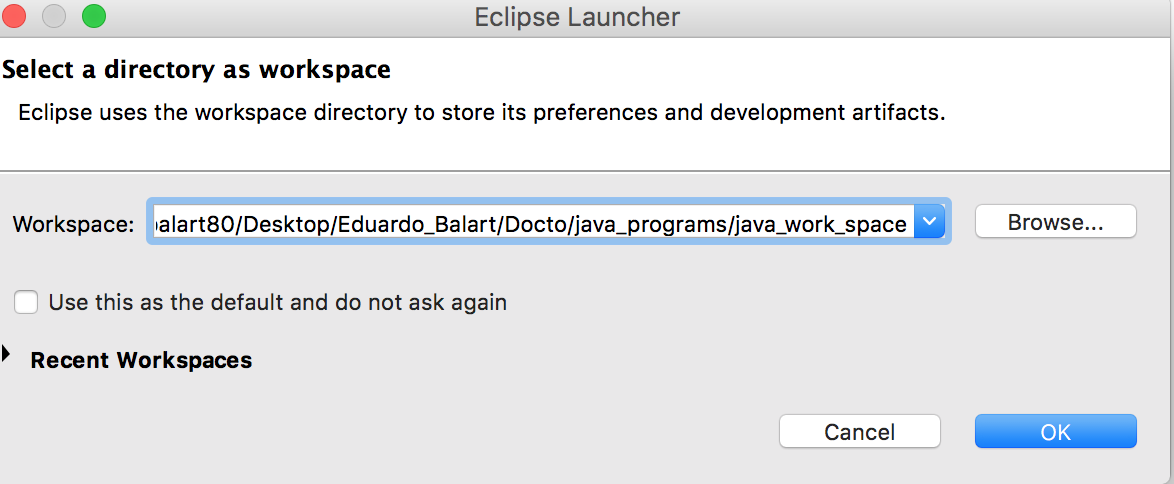 Eclipse Launcher
Select a directory as workspace
Eclipse uses the workspace directory to store its preferences and development artifacts.
Workspace: balart80/Desktop/Eduardo_Balart/Docto/java_programs/java_work_space Browse...
Use this as the default and do not ask again
Recent Workspaces
Cancel OK